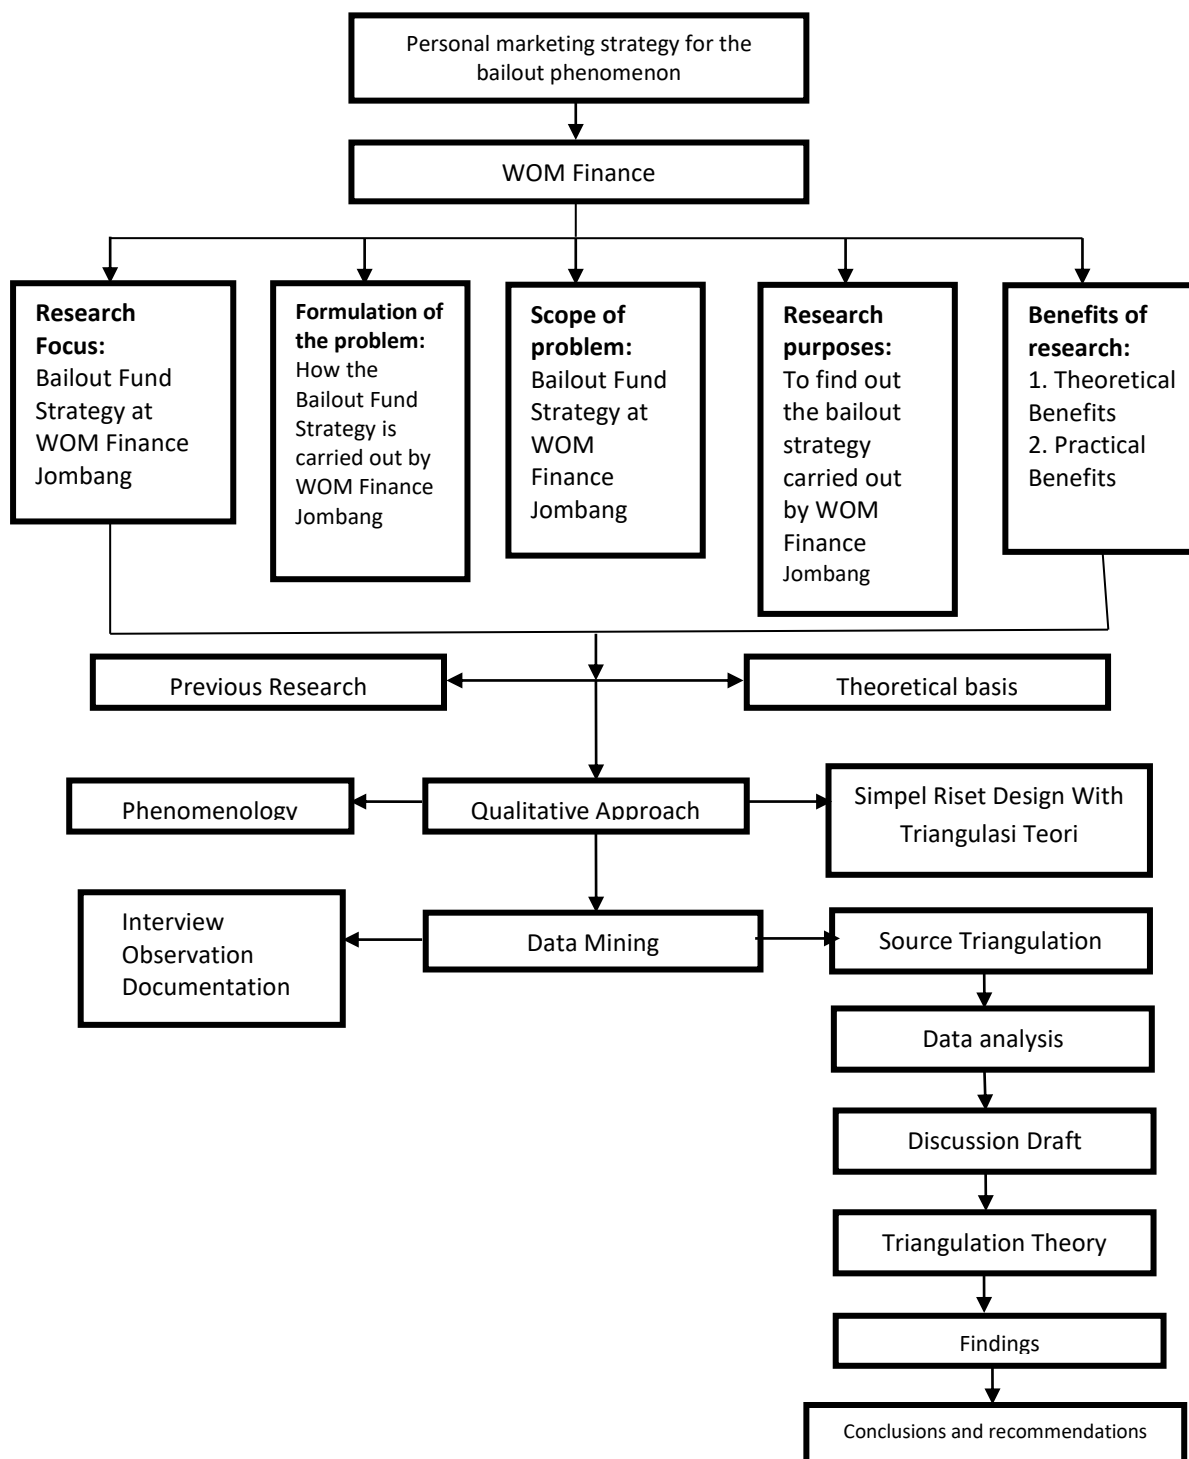 Personal marketing strategy for the
bailout phenomenon
WOM Finance
Research
Focus:
Bailout Fund
Strategy at
WOM Finance
Jombang
Formulation of
the problem:
How the
Bailout Fund
Strategy is
carried out by
WOM Finance
Jombang
Scope of
problem:
Bailout Fund
Strategy at
WOM
Finance
Jombang
Research
purposes:
To find out
the bailout
strategy
carried out
by WOM
Finance
Jombang
Benefits of
research:
1. Theoretical
Benefits
2. Practical
Benefits
Previous Research
Theoretical basis
Phenomenology
Qualitative Approach
Simpel Riset Design With
Triangulasi Teori
Interview
Observation
Documentation
Data Mining
Source Triangulation
Data analysis
Discussion Draft
Triangulation Theory
Findings
Conclusions and recommendations